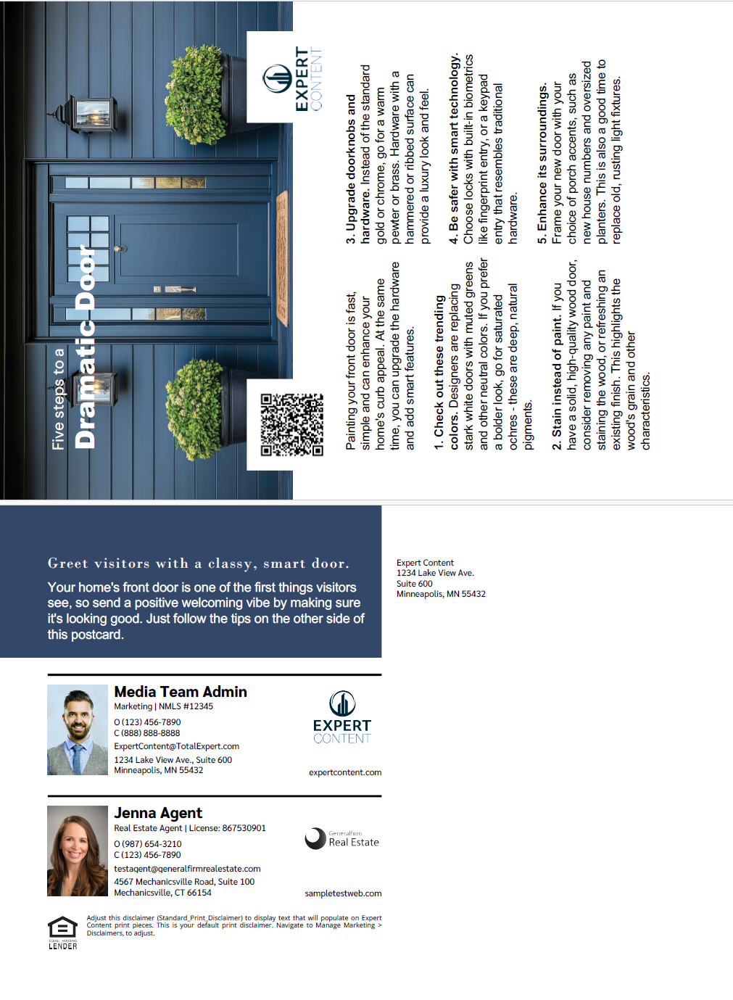 Five steps to a
Dramatic Door
EXPERT
CONTENT
Painting your front door is fast,
simple and can enhance your
home's curb appeal. At the same
time, you can upgrade the hardware
and add smart features.
1. Check out these trending
colors. Designers are replacing
stark white doors with muted greens
and other neutral colors. If you prefer
a bolder look, go for saturated
ochres - these are deep, natural
pigments.
2. Stain instead of paint. If you
have a solid, high-quality wood door,
consider removing any paint and
staining the wood, or refreshing an
existing finish. This highlights the
wood's grain and other
characteristics.
3. Upgrade doorknobs and
hardware. Instead of the standard
gold or chrome, go for a warm
pewter or brass. Hardware with a
hammered or ribbed surface can
provide a luxury look and feel.
4. Be safer with smart technology.
Choose locks with built-in biometrics
like fingerprint entry, or a keypad
entry that resembles traditional
hardware.
5. Enhance its surroundings.
Frame your new door with your
choice of porch accents, such as
new house numbers and oversized
planters. This is also a good time to
replace old, rusting light fixtures.
Greet visitors with a classy, smart door.
Your home's front door is one of the first things visitors
see, so send a positive welcoming vibe by making sure
it's looking good. Just follow the tips on the other side of
this postcard.
Expert Content
1234 Lake View Ave.
Suite 600
Minneapolis, MN 55432
Media Team Admin
Marketing | NMLS #12345
O (123) 456-7890
C (888) 888-8888
ExpertContent@TotalExpert.com
1234 Lake View Ave., Suite 600
Minneapolis, MN 55432
EXPERT
CONTENT
expertcontent.com
Jenna Agent
Real Estate Agent | License: 867530901
O (987) 654-3210
C (123) 456-7890
testagent@generalfirmrealestate.com
4567 Mechanicsville Road, Suite 100
Mechanicsville, CT 66154
Generalfirm
Real Estate
sampletestweb.com
EQUAL HOUSING
LENDER
Adjust this disclaimer (Standard_Print_Disclaimer) to display text that will populate on Expert
Content print pieces. This is your default print disclaimer. Navigate to Manage Marketing >
Disclaimers, to adjust.